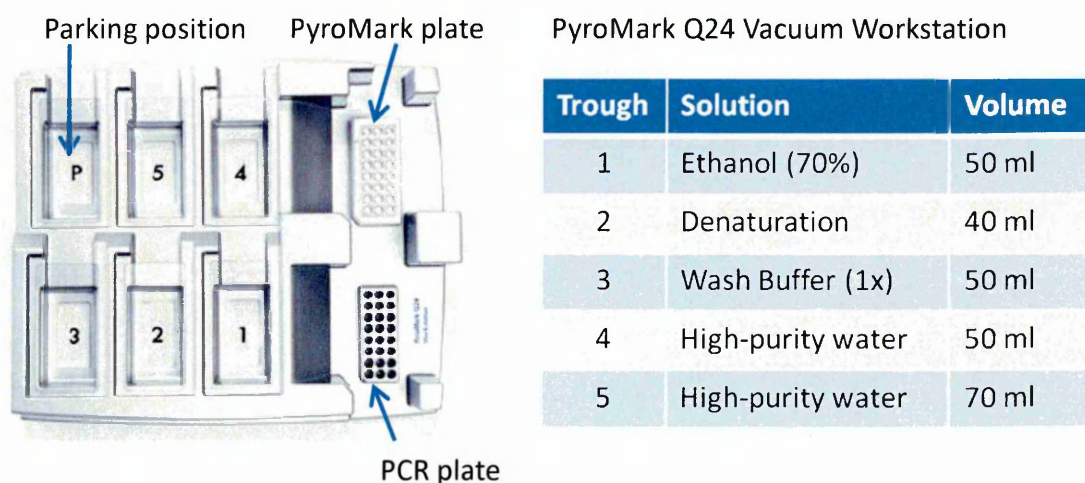 Parking position
PyroMark plate
PyroMark Q24 Vacuum Workstation
P
5
4
3
2
1
PyroMark Q24
PCR plate
Trough Solution Volume
1 Ethanol (70%) 50 ml
2 Denaturation 40 ml
3 Wash Buffer (1x) 50 ml
4 High-purity water 50 ml
5 High-purity water 70 ml